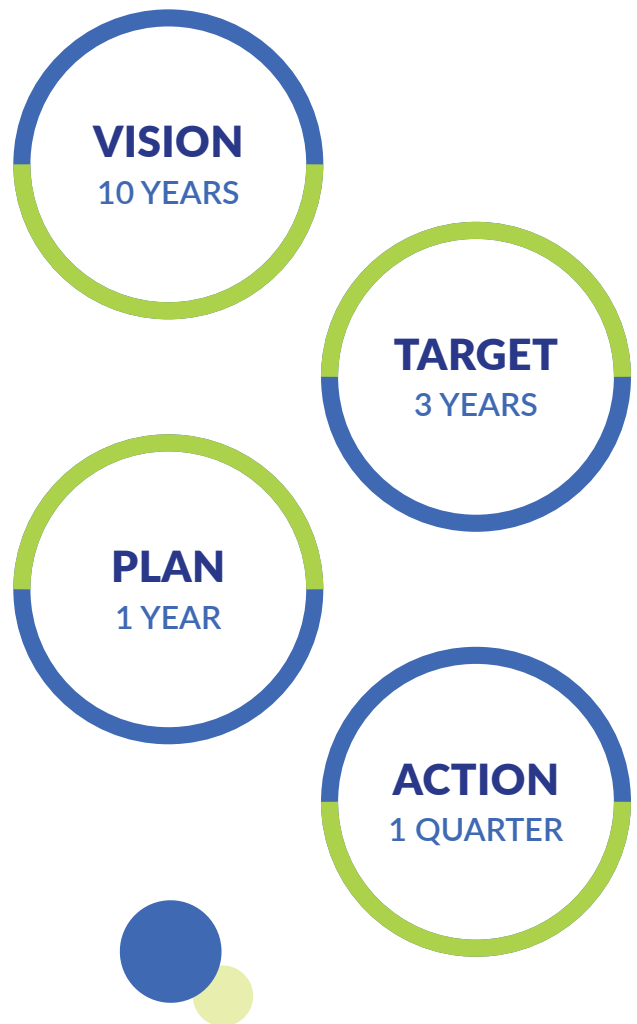 VISION
10 YEARS
TARGET
3 YEARS
PLAN
1 YEAR
ACTION
1 QUARTER